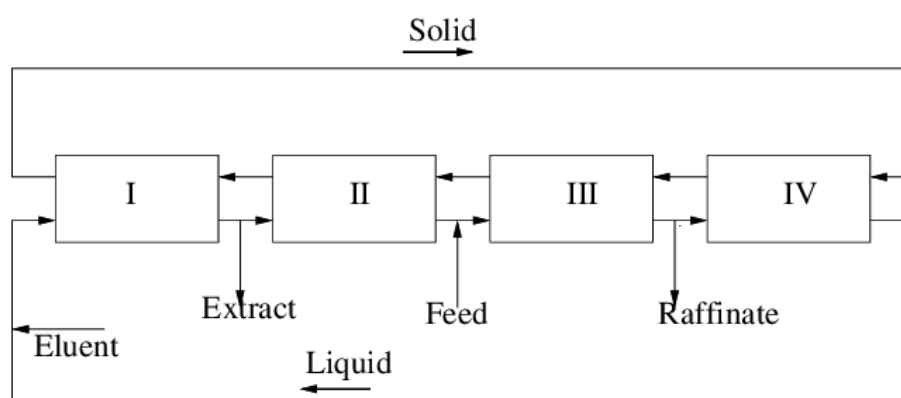 Solid
I
II
III
IV
Extract
Feed
Raffinate
Eluent
Liquid